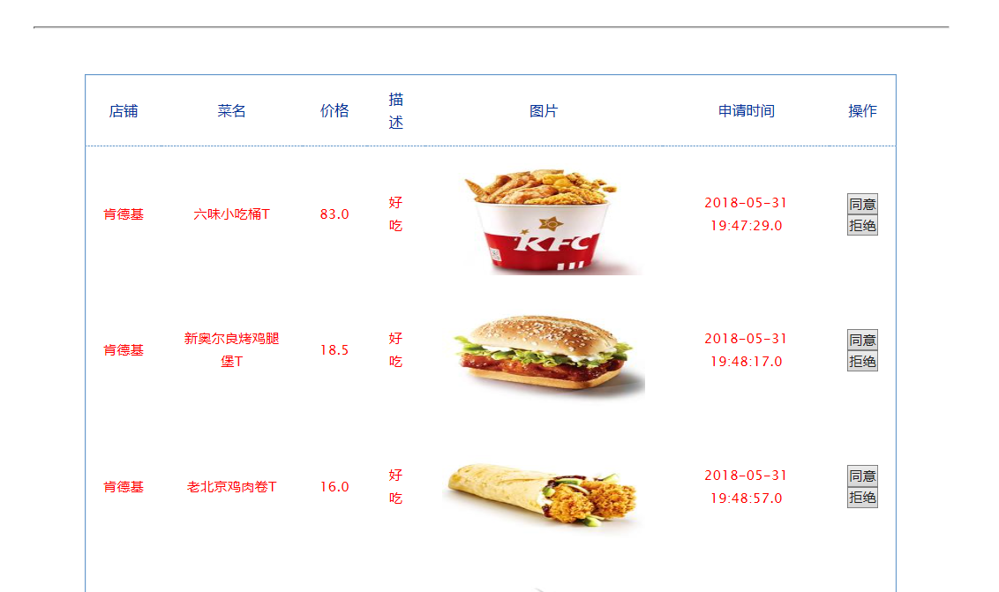 店铺
菜名
价格
描
述
图片
申请时间
操作
肯德基
六味小吃桶T
83.0
好
吃
KFC
2018-05-31
19:47:29.0
同意
拒绝
肯德基
新奥尔良烤鸡腿
堡T
18.5
好
吃
2018-05-31
19:48:17.0
同意
拒绝
肯德基
老北京鸡肉卷T
16.0
好
吃
2018-05-31
19:48:57.0
同意
拒绝